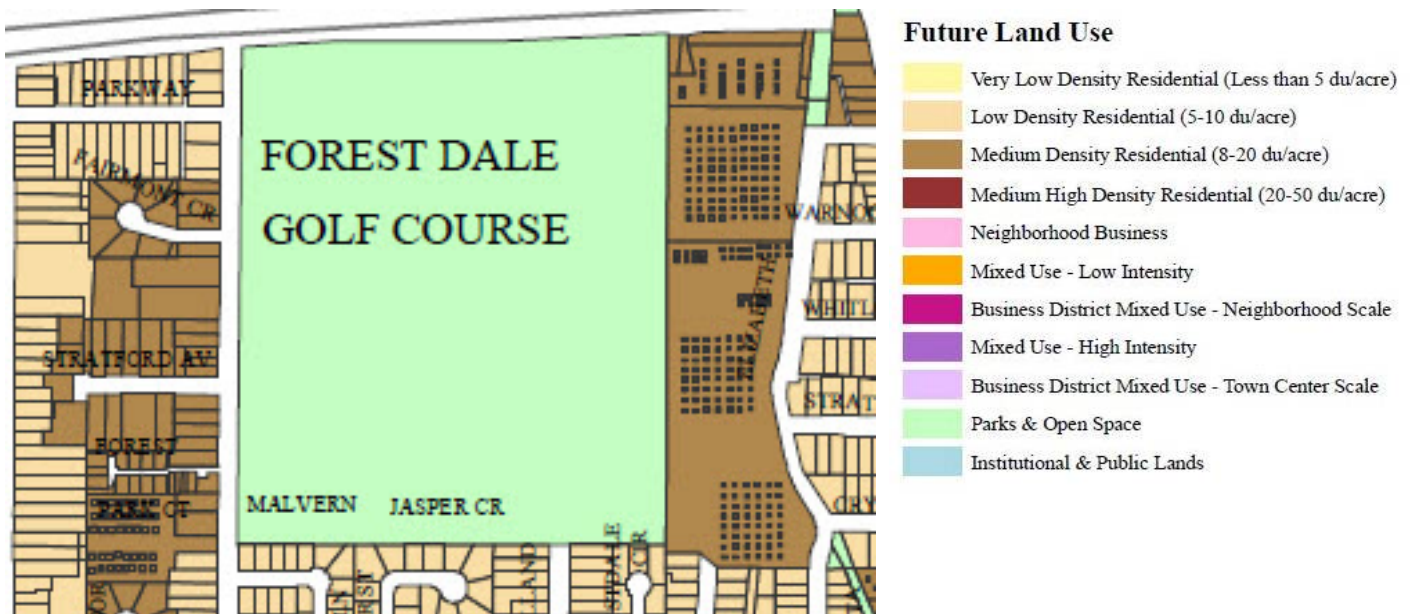 PARKWAY
FAIRMONT CR
FOREST DALE
GOLF COURSE
STRATFORD AV
FOREST
PARK CT
MALVERN
JASPER CR
ELIZABETH
Future Land Use
Very Low Density Residential (Less than 5 du/acre)
Low Density Residential (5-10 du/acre)
Medium Density Residential (8-20 du/acre)
Medium High Density Residential (20-50 du/acre)
Neighborhood Business
Mixed Use - Low Intensity
Business District Mixed Use - Neighborhood Scale
Mixed Use - High Intensity
Business District Mixed Use - Town Center Scale
Parks & Open Space
Institutional & Public Lands